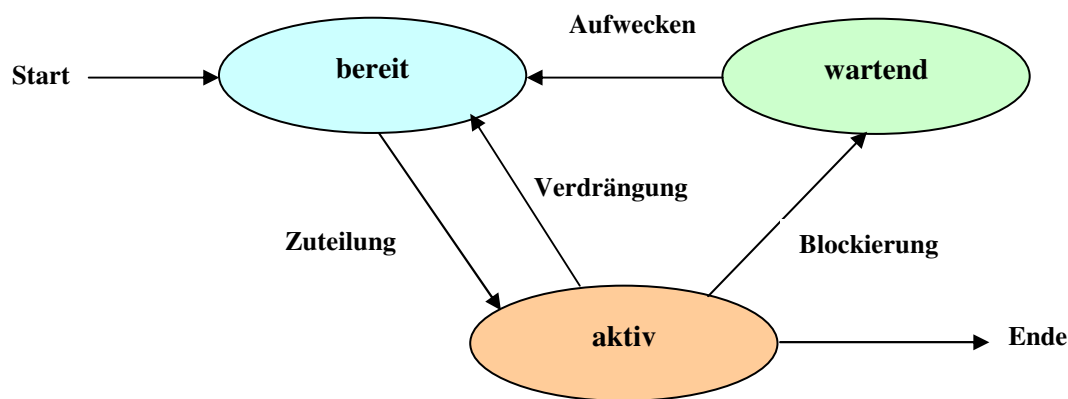 Aufwecken
Start
bereit
wartend
Verdrängung
Zuteilung
Blockierung
aktiv
Ende